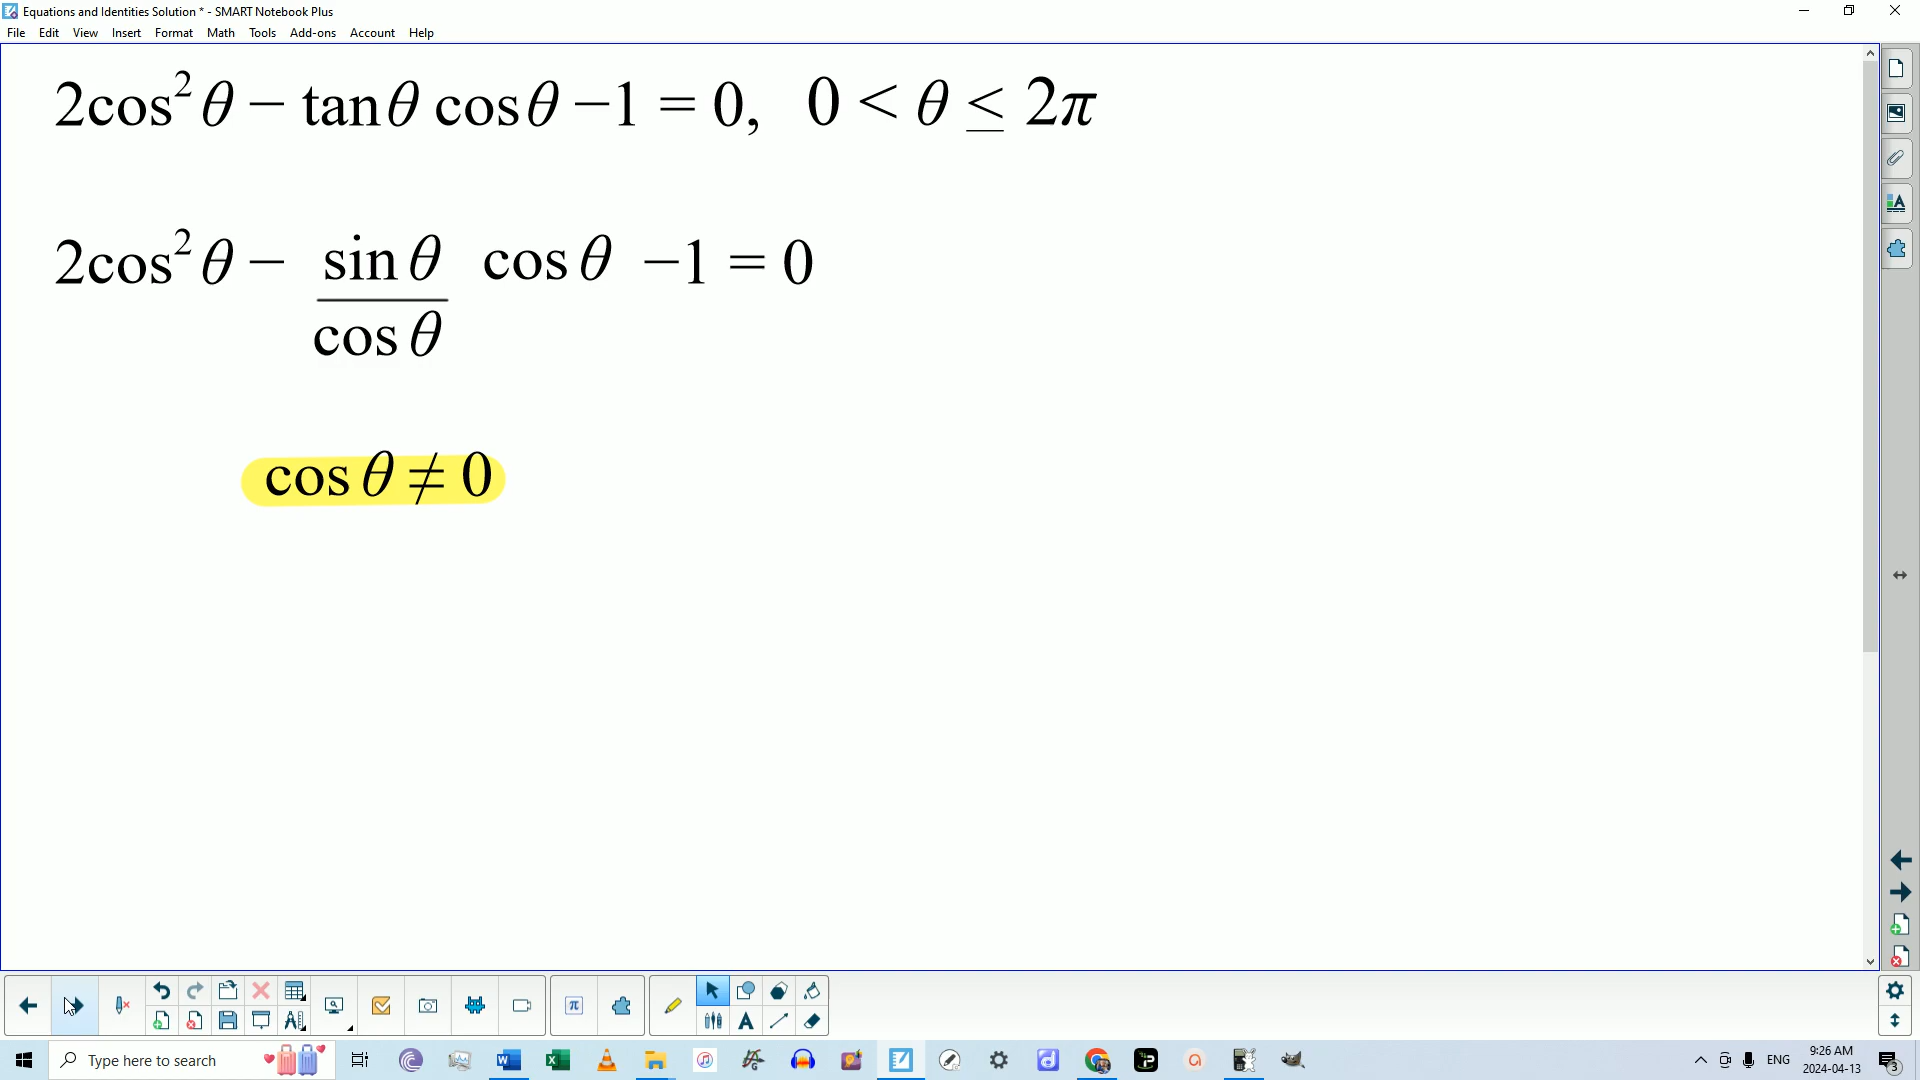 Equations and Identities Solution * - SMART Notebook Plus
File Edit View Insert Format Math Tools Add-ons Account Help
2cos²θ − tanθ cosθ −1 = 0, 0 < θ ≤ 2π
2cos²θ − sinθ/cosθ cosθ −1 = 0
cosθ ≠ 0
Type here to search
ENG
9:26 AM
2024-04-13
3